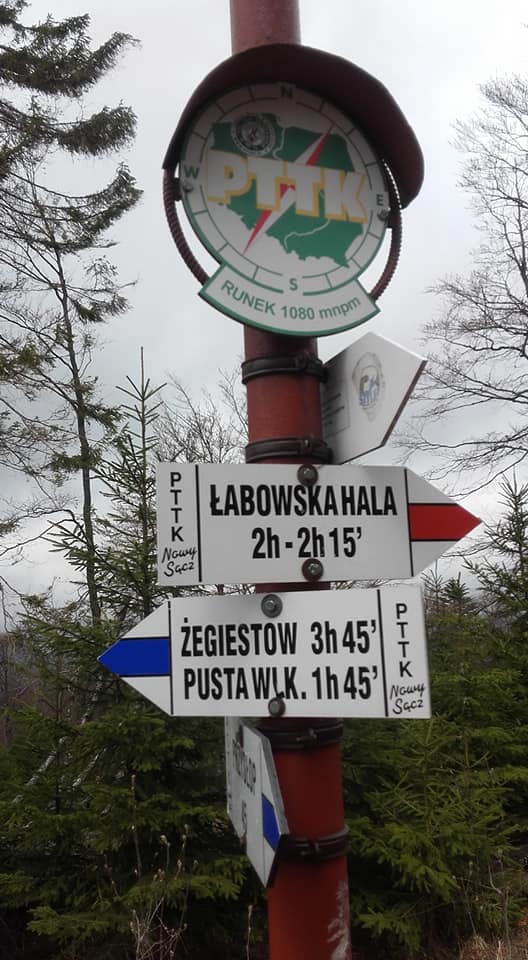 N
PTTK
W
E
S
RUNEK 1080 mnpm
PTTK
Nowy
Sącz
ŁABOWSKA HALA
2h - 2h 15'
ŻEGIESTOW 3h 45'
PUSTA WLK. 1h 45'
PTTK
Nowy
Sącz